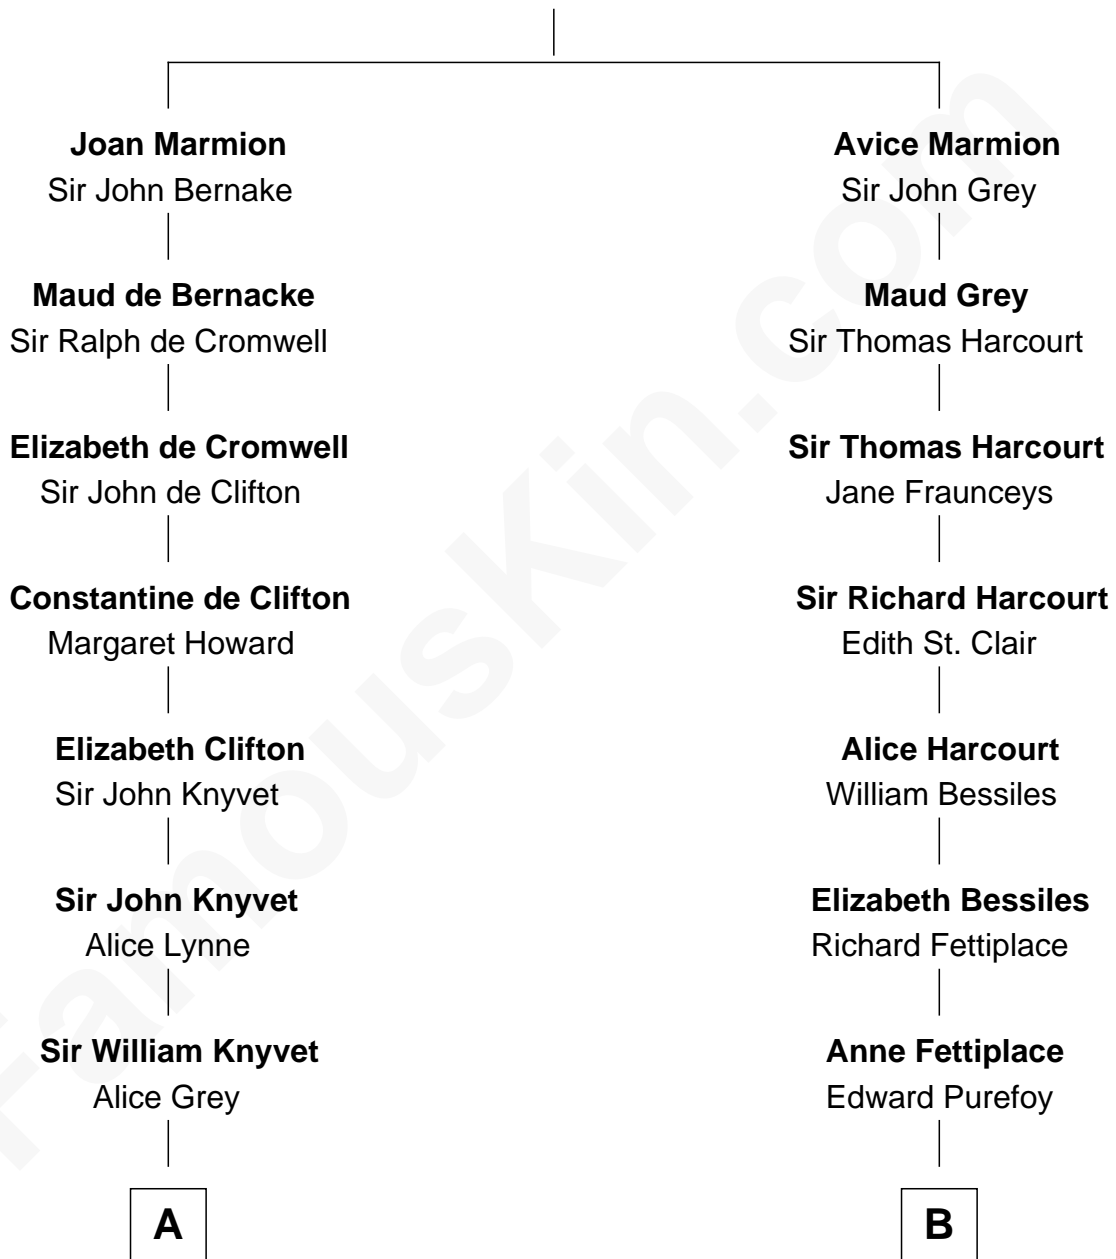 Joan Marmion
Sir John Bernake
Maud de Bernacke
Sir Ralph de Cromwell
Elizabeth de Cromwell
Sir John de Clifton
Constantine de Clifton
Margaret Howard
Elizabeth Clifton
Sir John Knyvet
Sir John Knyvet
Alice Lynne
Sir William Knyvet
Alice Grey
A
Avice Marmion
Sir John Grey
Maud Grey
Sir Thomas Harcourt
Sir Thomas Harcourt
Jane Fraunceys
Sir Richard Harcourt
Edith St. Clair
Alice Harcourt
William Bessiles
Elizabeth Bessiles
Richard Fettiplace
Anne Fettiplace
Edward Purefoy
B
FamousKin.com